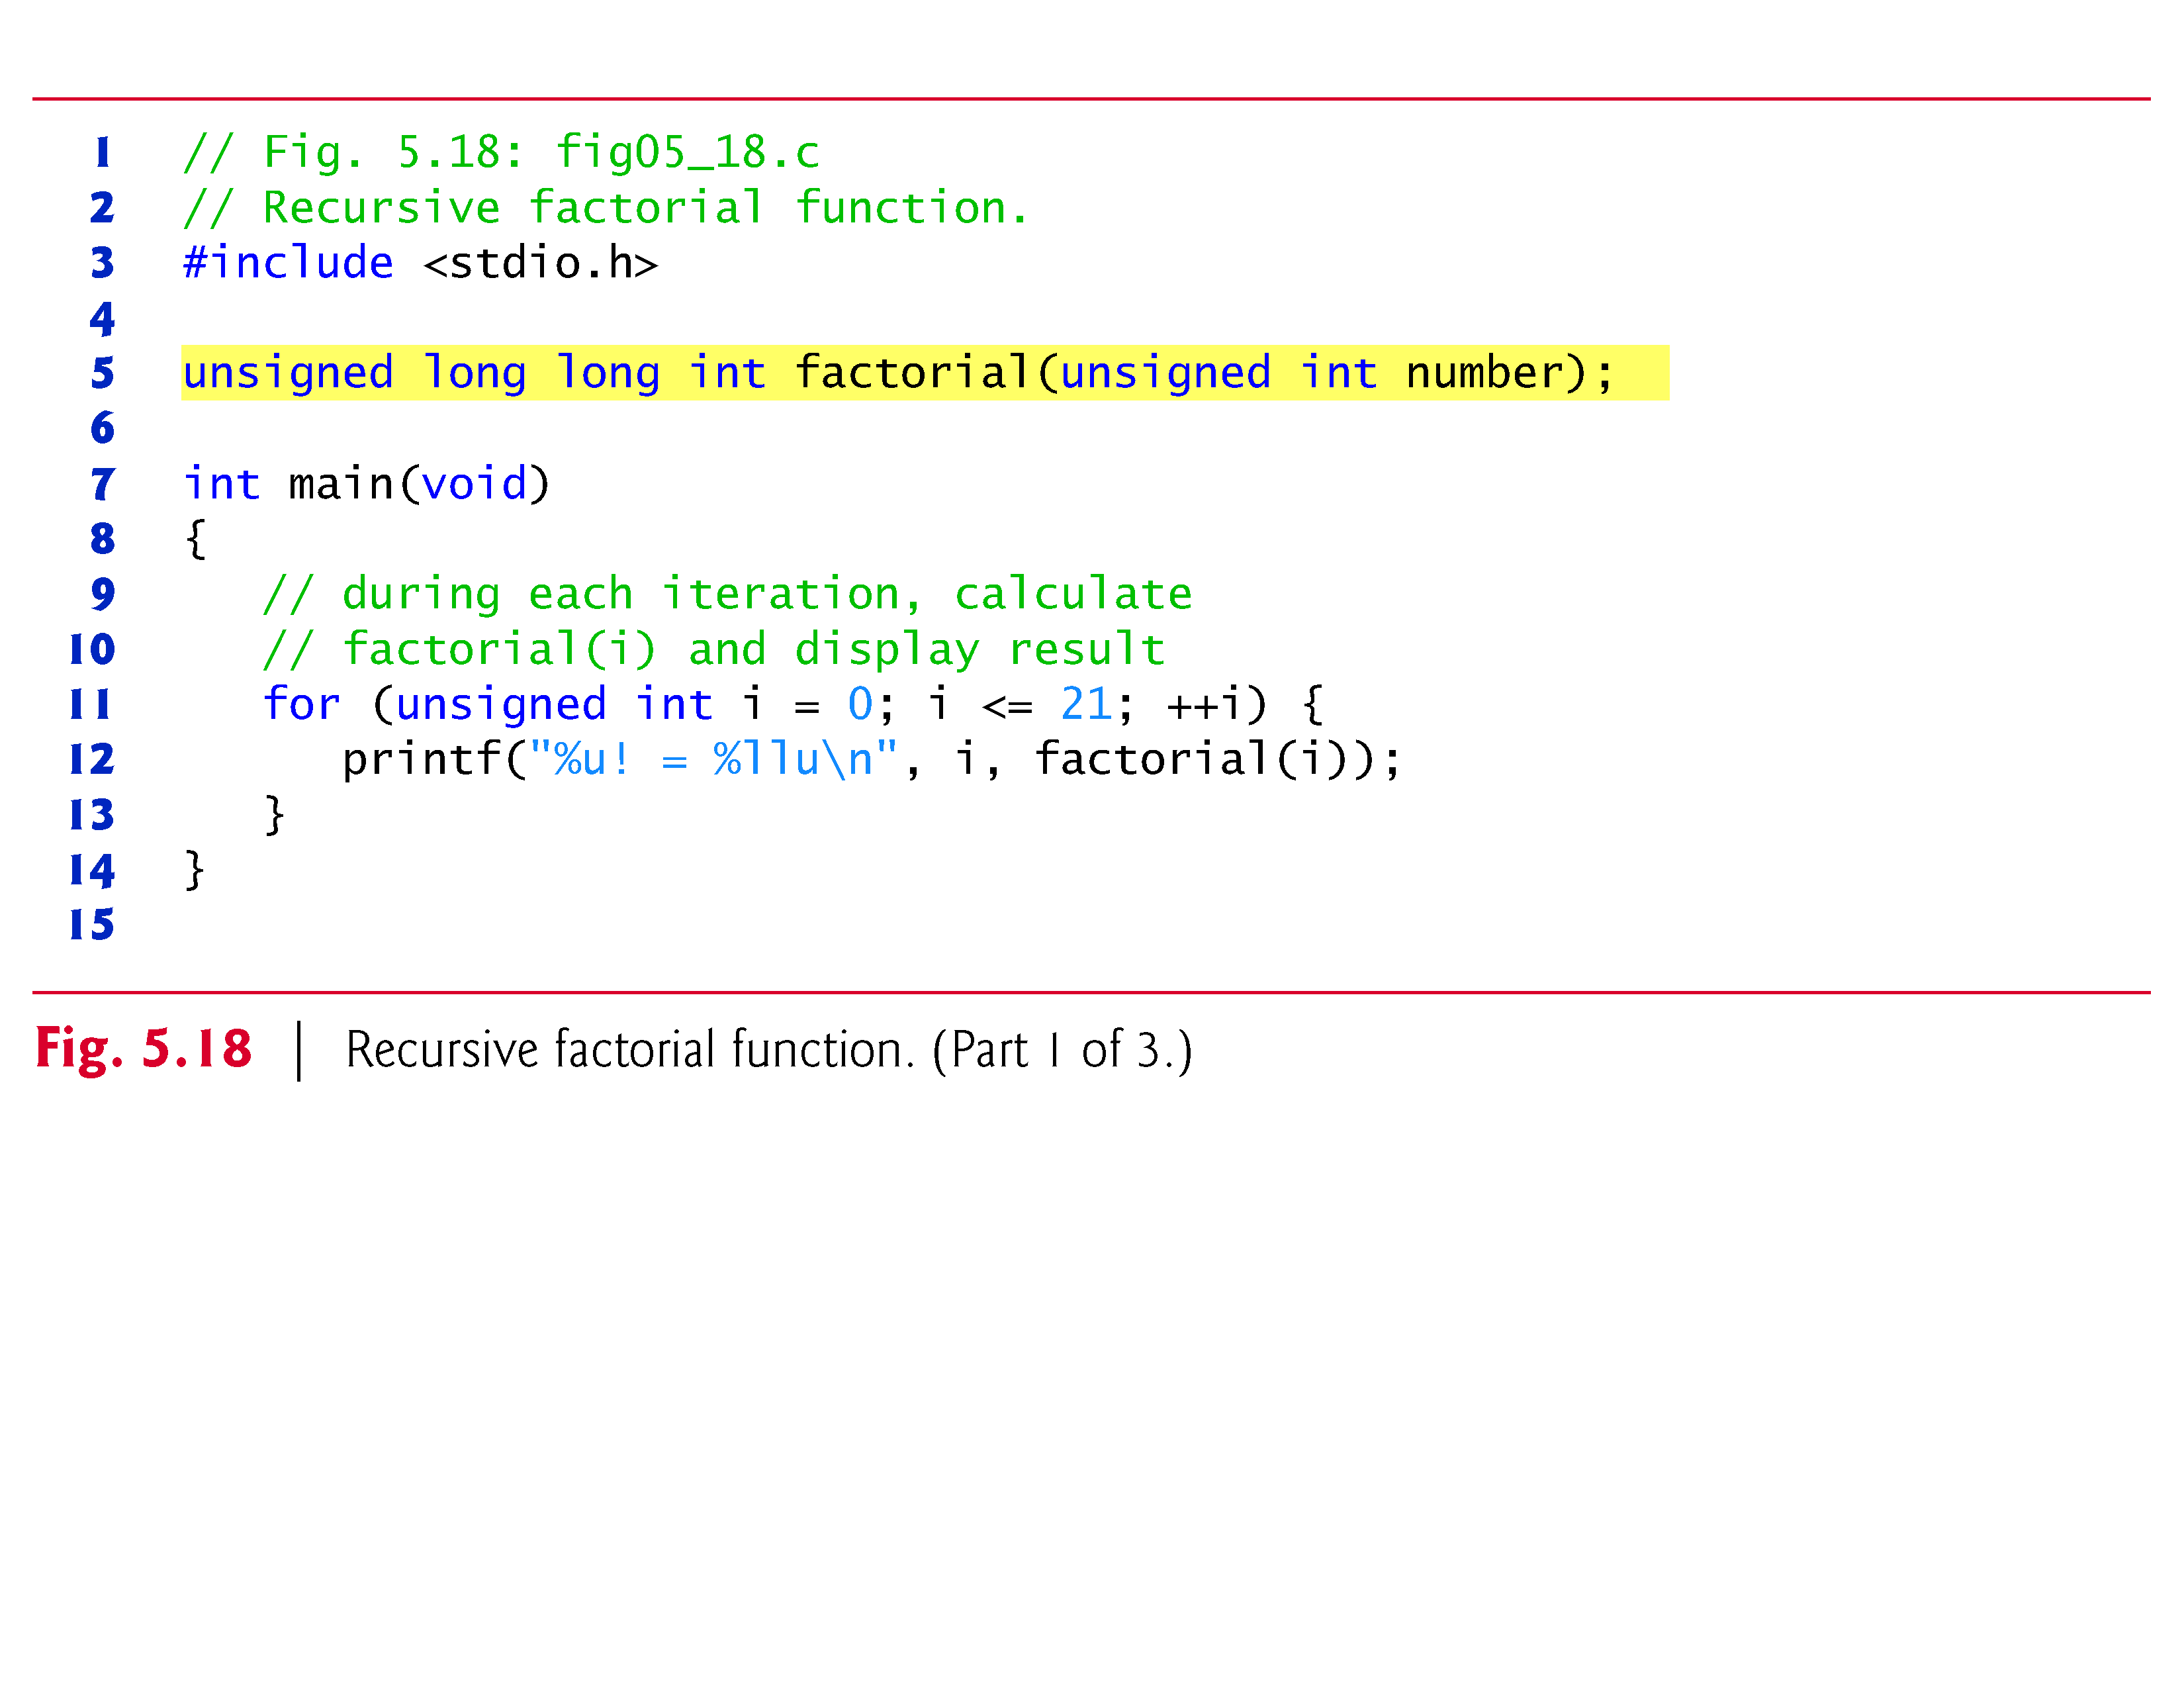 1 // Fig. 5.18: fig05_18.c
2 // Recursive factorial function.
3 #include <stdio.h>
4
5 unsigned long long int factorial(unsigned int number);
6
7 int main(void)
8 {
9    // during each iteration, calculate
10    // factorial(i) and display result
11    for (unsigned int i = 0; i <= 21; ++i) {
12       printf("%u! = %llu\n", i, factorial(i));
13    }
14 }
15
Fig. 5.18 | Recursive factorial function. (Part 1 of 3.)